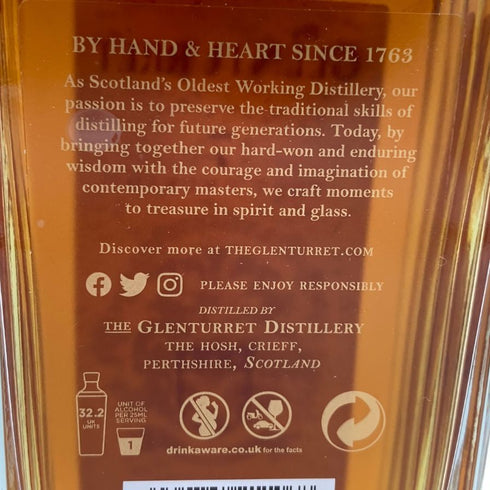 BY HAND & HEART SINCE 1763
As Scotland's Oldest Working Distillery, our
passion is to preserve the traditional skills of
distilling for future generations. Today, by
bringing together our hard-won and enduring
wisdom with the courage and imagination of
contemporary masters, we craft moments
to treasure in spirit and glass.
Discover more at THEGLENTURRET.COM
PLEASE ENJOY RESPONSIBLY
DISTILLED BY
THE GLENTURRET DISTILLERY
THE HOSH, CRIEFF,
PERTHSHIRE, SCOTLAND
32.2
UK
UNITS
UNIT OF
ALCOHOL
PER 25ML
SERVING
1
drinkaware.co.uk for the facts